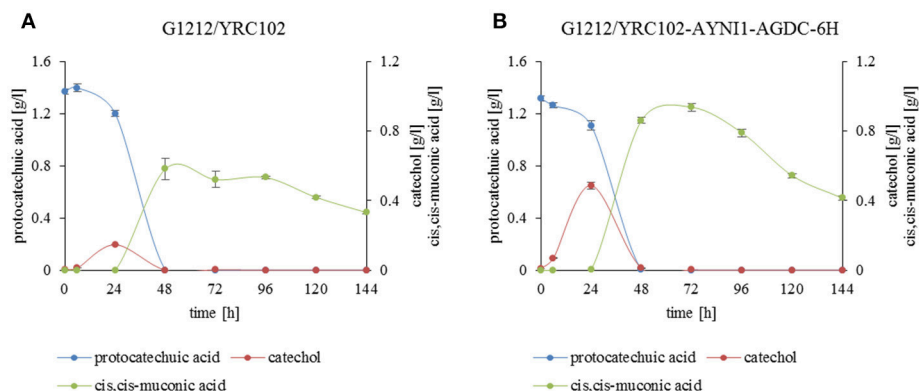 A
G1212/YRC102
1.6
1.2
0.8
0.4
0
1.2
0.8
0.4
0
protocatechuic acid [g/l]
catechol [g/l]
cis,cis-muconic acid [g/l]
0 24 48 72 96 120 144
time [h]
protocatechuic acid catechol
cis,cis-muconic acid
B
G1212/YRC102-AYNI1-AGDC-6H
1.6
1.2
0.8
0.4
0
1.2
0.8
0.4
0
protocatechuic acid [g/l]
catechol [g/l]
cis,cis-muconic acid [g/l]
0 24 48 72 96 120 144
time [h]
protocatechuic acid catechol
cis,cis-muconic acid